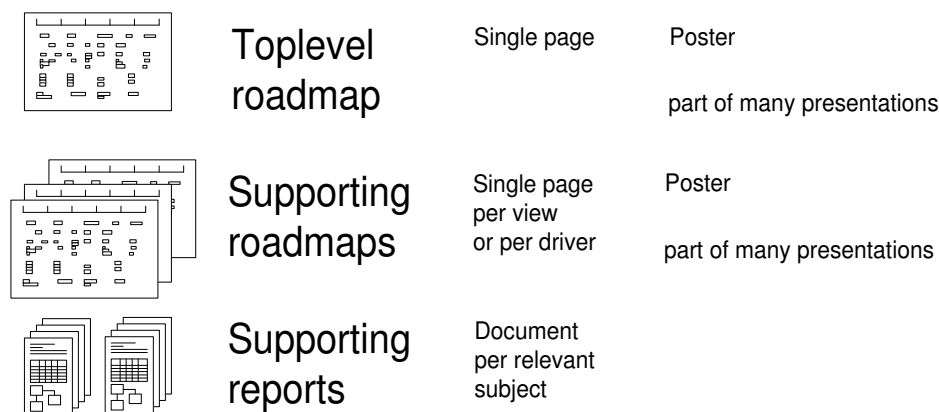 Toplevel
roadmap
Single page
Poster
part of many presentations
Supporting
roadmaps
Single page
per view
or per driver
Poster
part of many presentations
Supporting
reports
Document
per relevant
subject